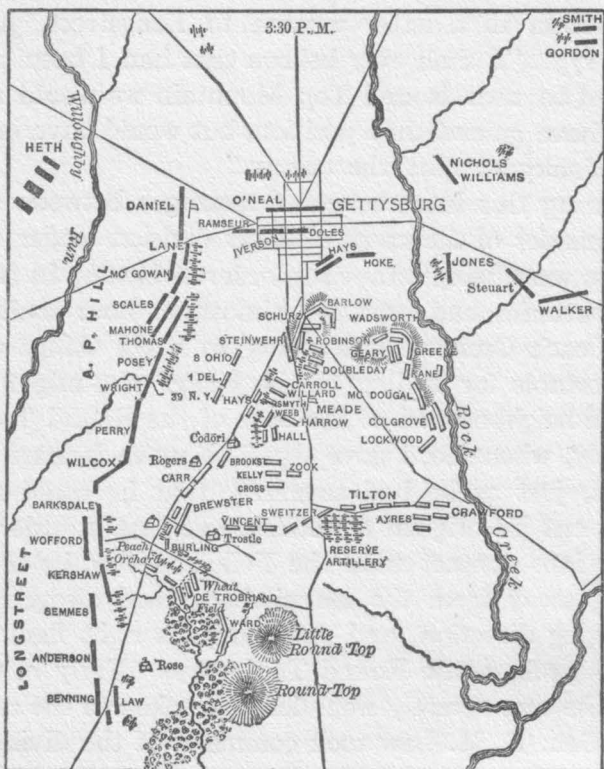 3:30 P.M.
SMITH
GORDON
Willoughby
Run
HETH
NICHOLS
WILLIAMS
DANIEL
O'NEAL
GETTYSBURG
RAMSEUR
IVERSON
DOLES
LANE
HAYS
HOKE
JONES
Steuart
WALKER
MC GOWAN
A. P. HILL
SCALES
MAHONE
THOMAS
POSEY
WRIGHT
PERRY
WILCOX
BARLOW
SCHURZ
WADSWORTH
STEINWEHR
ROBINSON
GEARY
GREENE
8 OHIO
DOUBLEDAY
KANE
1 DEL.
CARROLL
39 N. Y.
HAYS
WILLARD
MC DOUGAL
SMYTH
MEADE
WEBB
HARROW
COLGROVE
Codori
HALL
LOCKWOOD
Rogers
BROOKE
ZOOK
CARR
KELLY
CROSS
Rock
Creek
BREWSTER
TILTON
SWEITZER
CRAWFORD
VINCENT
AYRES
Trostle
RESERVE
ARTILLERY
BURLING
BARKSDALE
WOFFORD
Peach
Orchard
KERSHAW
Wheat
DE TROBRIAND
Field
SEMMES
WARD
Little
Round Top
LONGSTREET
ANDERSON
Rose
Round Top
BENNING
LAW